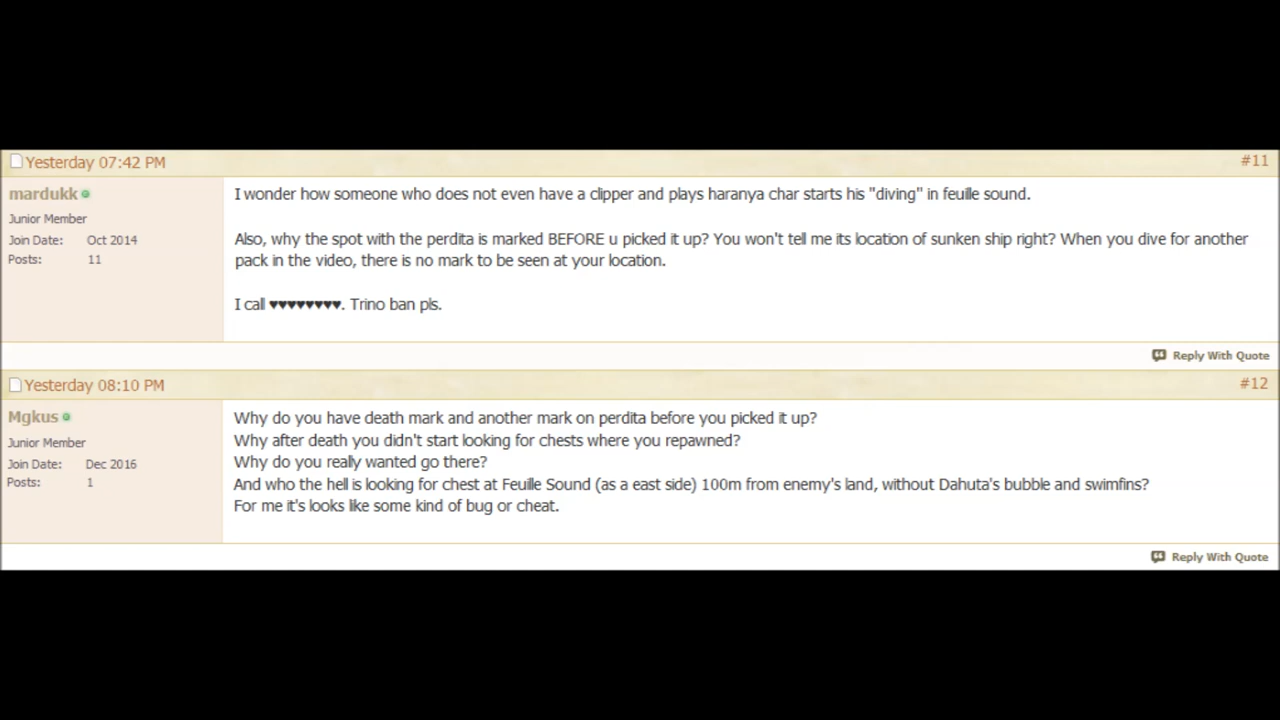 Yesterday 07:42 PM #11
mardukk
Junior Member
Join Date: Oct 2014
Posts: 11
I wonder how someone who does not even have a clipper and plays haranya char starts his "diving" in feuille sound.
Also, why the spot with the perdita is marked BEFORE u picked it up? You won't tell me its location of sunken ship right? When you dive for another
pack in the video, there is no mark to be seen at your location.
I call ♥♥♥♥♥♥♥♥. Trino ban pls.
Reply With Quote
Yesterday 08:10 PM #12
Mgkus
Junior Member
Join Date: Dec 2016
Posts: 1
Why do you have death mark and another mark on perdita before you picked it up?
Why after death you didn't start looking for chests where you repawned?
Why do you really wanted go there?
And who the hell is looking for chest at Feuille Sound (as a east side) 100m from enemy's land, without Dahuta's bubble and swimfins?
For me it's looks like some kind of bug or cheat.
Reply With Quote